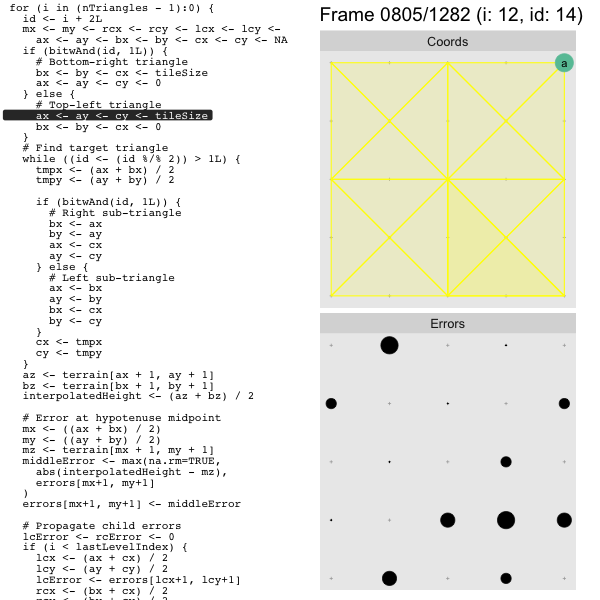 for (i in (nTriangles - 1):0) {
id <- i + 2L
mx <- my <- rcx <- rcy <- lcx <- lcy <-
ax <- ay <- bx <- by <- cx <- cy <- NA
if (bitwAnd(id, 1L)) {
# Bottom-right triangle
bx <- by <- cx <- tileSize
ax <- ay <- cy <- 0
} else {
# Top-left triangle
ax <- ay <- cy <- tileSize
bx <- by <- cx <- 0
}
# Find target triangle
while ((id <- (id %/% 2)) > 1L) {
tmpx <- (ax + bx) / 2
tmpy <- (ay + by) / 2
if (bitwAnd(id, 1L)) {
# Right sub-triangle
bx <- ax
by <- ay
ax <- cx
ay <- cy
} else {
# Left sub-triangle
ax <- bx
ay <- by
bx <- cx
by <- cy
}
cx <- tmpx
cy <- tmpy
}
az <- terrain[ax + 1, ay + 1]
bz <- terrain[bx + 1, by + 1]
interpolatedHeight <- (az + bz) / 2
# Error at hypotenuse midpoint
mx <- ((ax + bx) / 2)
my <- ((ay + by) / 2)
mz <- terrain[mx + 1, my + 1]
middleError <- max(na.rm=TRUE,
abs(interpolatedHeight - mz),
errors[mx+1, my+1]
)
errors[mx+1, my+1] <- middleError
# Propagate child errors
lcError <- rcError <- 0
if (i < lastLevelIndex) {
lcx <- (ax + cx) / 2
lcy <- (ay + cy) / 2
lcError <- errors[lcx+1, lcy+1]
rcx <- (bx + cx) / 2
Frame 0805/1282 (i: 12, id: 14)
Coords
a
Errors